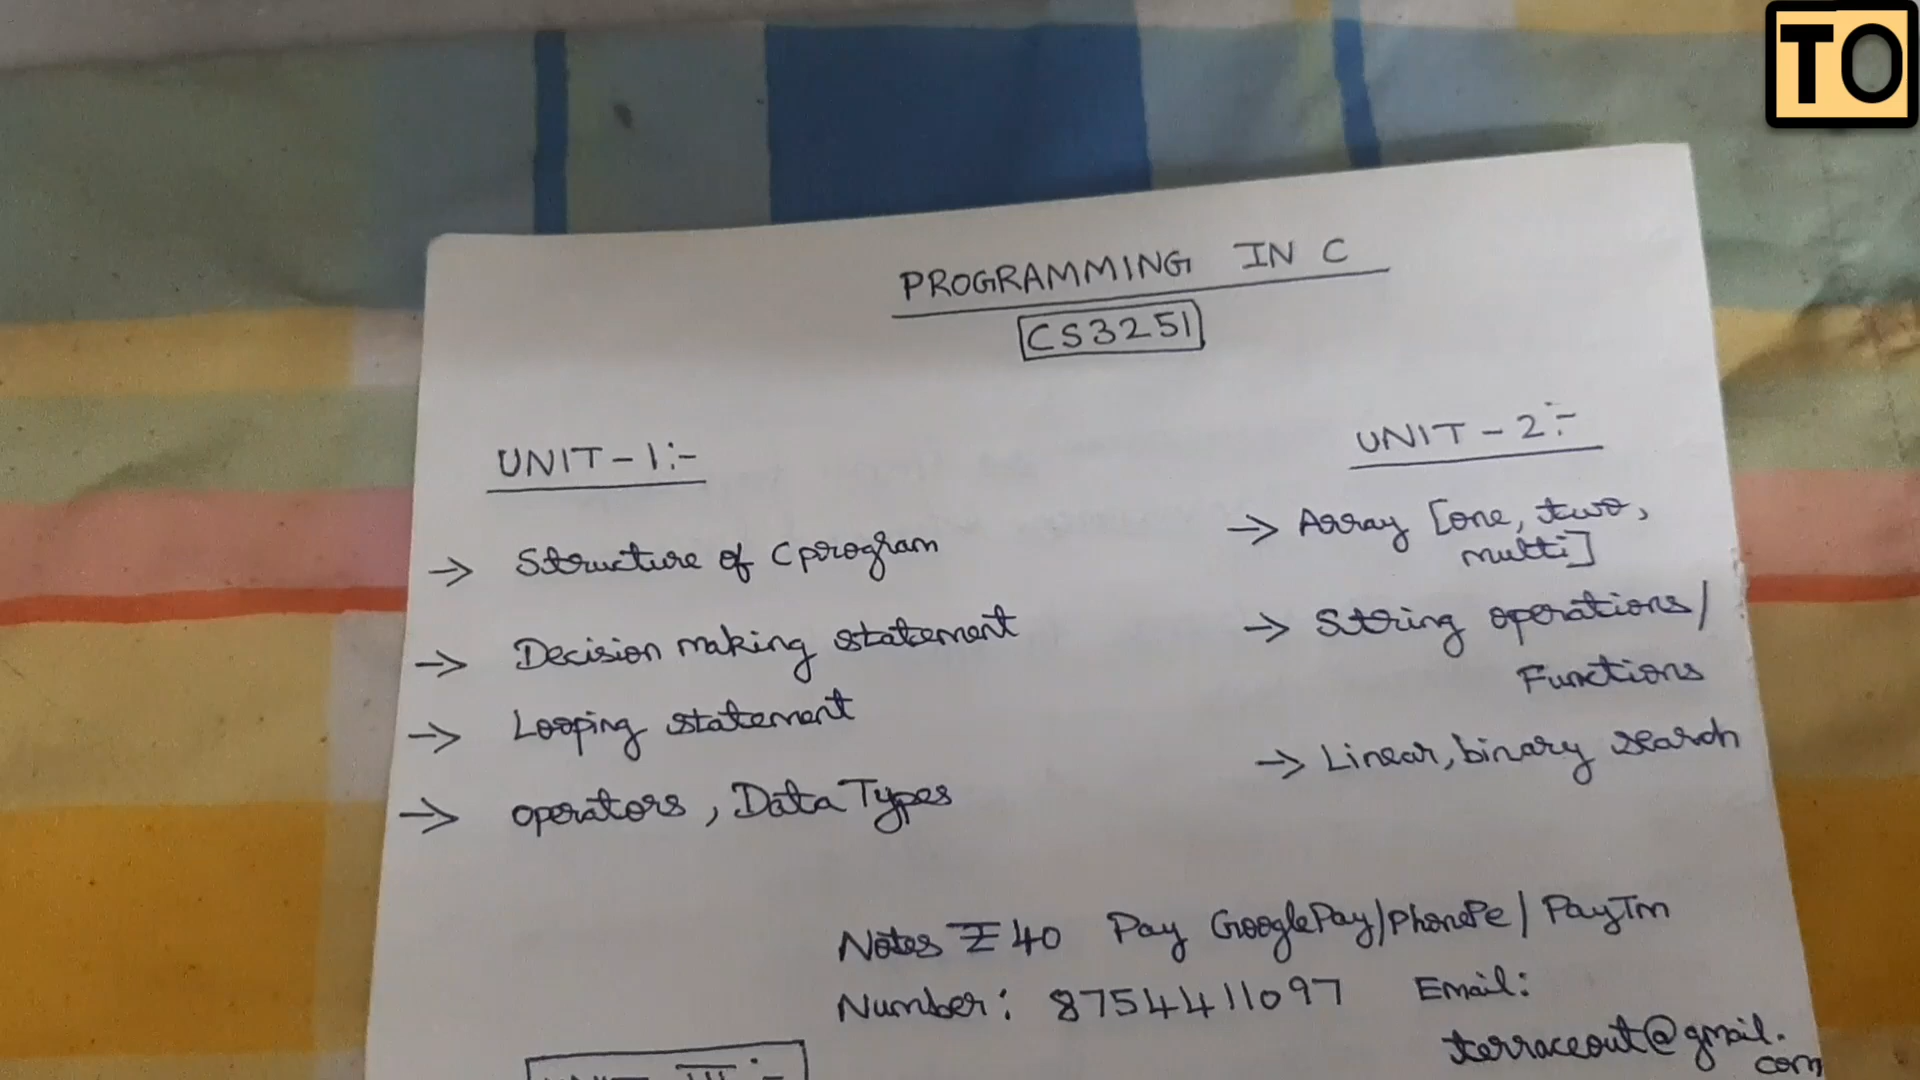 TO
PROGRAMMING IN C
CS3251
UNIT-1:-
→ Structure of C program
→ Decision making statement
→ Looping statement
→ operators, Data Types
UNIT-2:-
→ Array [one, two,
multi]
→ String operations/
Functions
→ Linear, binary search
Notes ₹40 Pay GooglePay/PhonePe/PayTm
Number: 8754411097 Email:
terraceout@gmail.
com
III:-